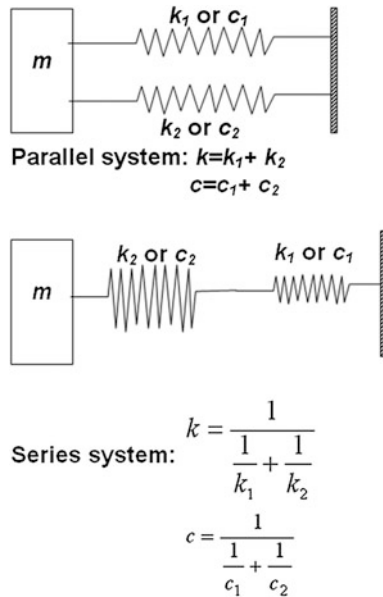 k₁ or c₁
m
k₂ or c₂
Parallel system: k=k₁+ k₂
c=c₁+ c₂
k₂ or c₂
k₁ or c₁
m
Series system: k = 1 / (1/k₁ + 1/k₂)
c = 1 / (1/c₁ + 1/c₂)